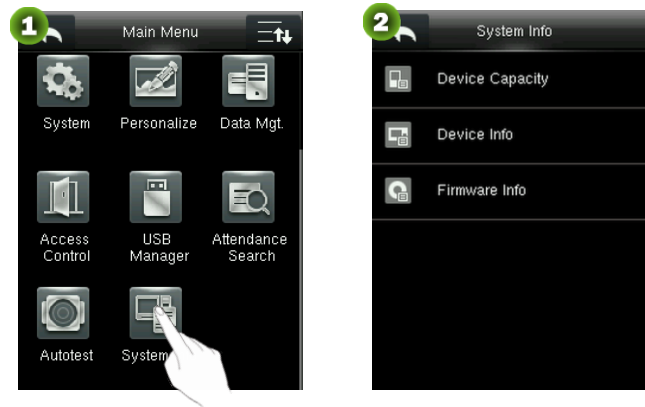 1
Main Menu
System Personalize Data Mgt.
Access Control
USB Manager
Attendance Search
Autotest System
2
System Info
Device Capacity
Device Info
Firmware Info